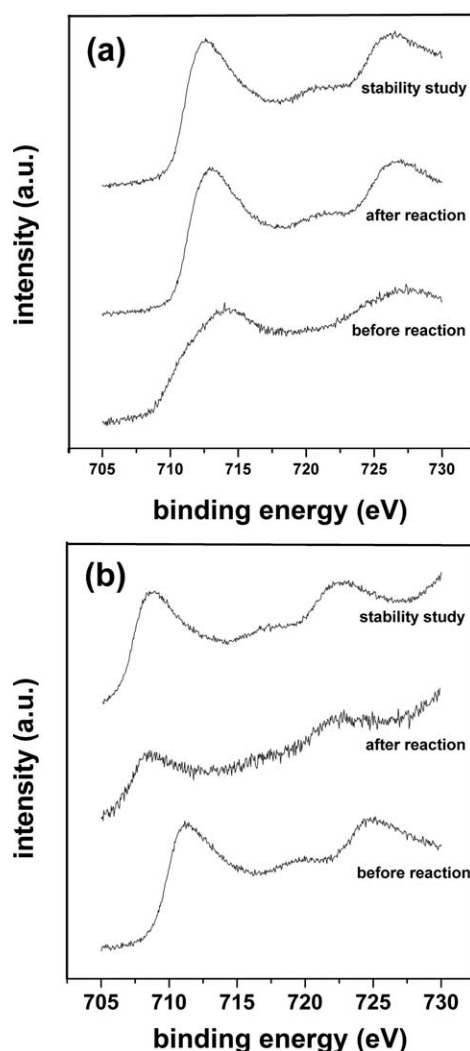 (a)
stability study
after reaction
before reaction
intensity (a.u.)
705 710 715 720 725 730
binding energy (eV)
(b)
stability study
after reaction
before reaction
intensity (a.u.)
705 710 715 720 725 730
binding energy (eV)